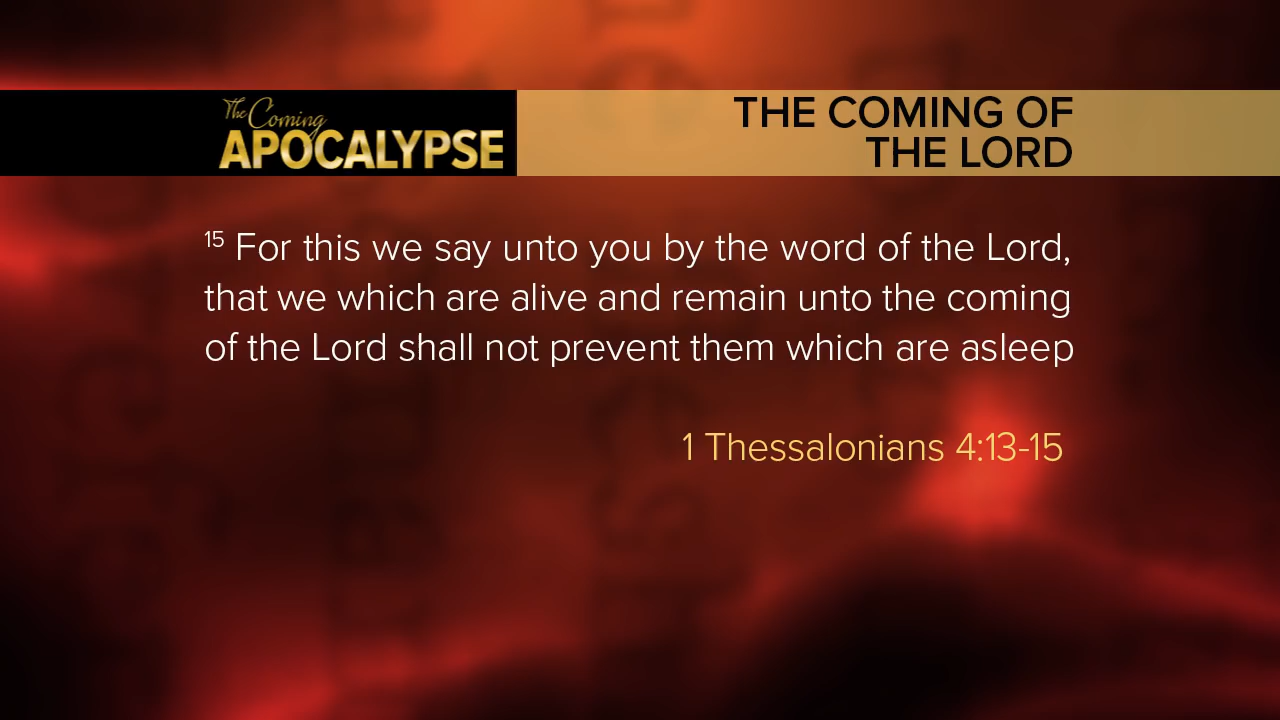 The Coming
APOCALYPSE
THE COMING OF
THE LORD
15 For this we say unto you by the word of the Lord,
that we which are alive and remain unto the coming
of the Lord shall not prevent them which are asleep
1 Thessalonians 4:13-15